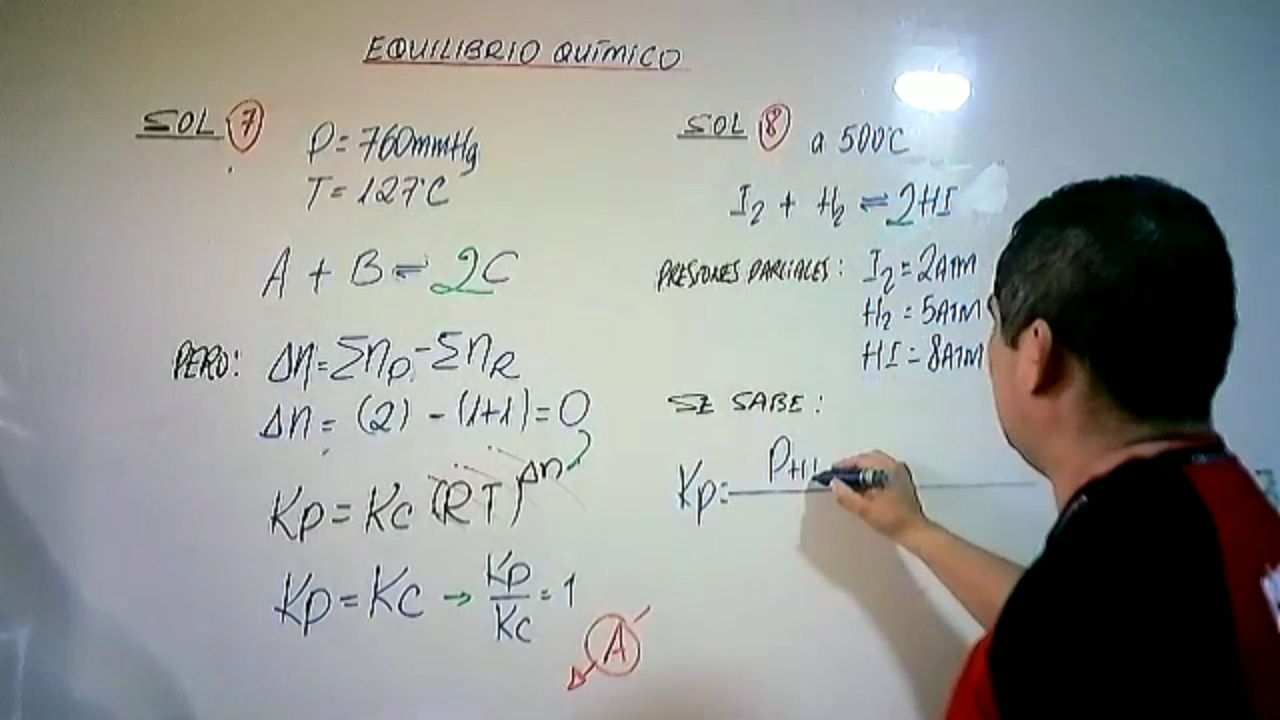 EQUILIBRIO QUÍMICO
SOL 7
P = 760mmHg
T = 127°C
A + B ⇌ 2C
PERO: Δn = Σnp - ΣnR
Δn = (2) - (1+1) = 0
Kp = Kc (RT)^Δn
Kp = Kc → Kp/Kc = 1
A
SOL 8 a 500°C
I₂ + H₂ ⇌ 2HI
PRESIONES PARCIALES: I₂ = 2ATM
H₂ = 5ATM
HI = 8ATM
SE SABE:
Kp = PHI